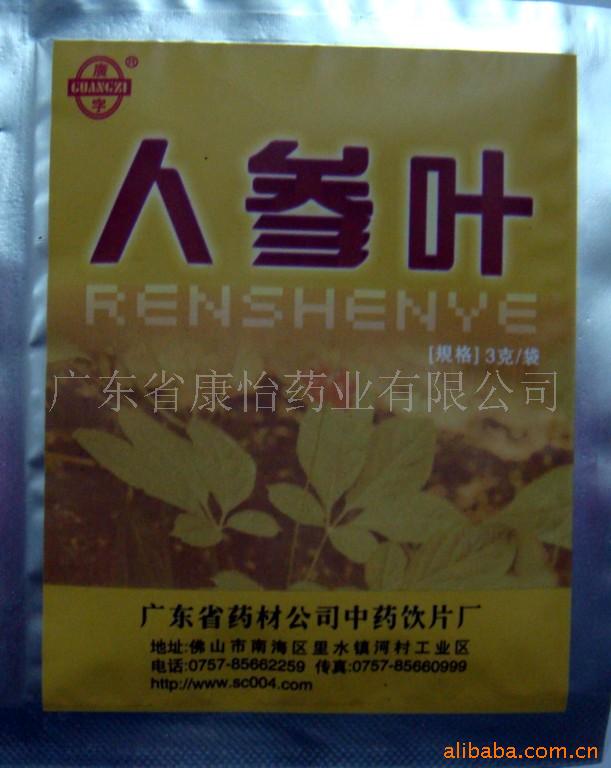 廣
GUANGZI
字
®
人参叶
RENSHENYE
[規格] 3克/袋
广东省康怡药业有限公司
广东省药材公司中药饮片厂
地址:佛山市南海区里水镇河村工业区
电话:0757-85662259 传真:0757-85660999
http://www.sc004.com
alibaba.com.cn